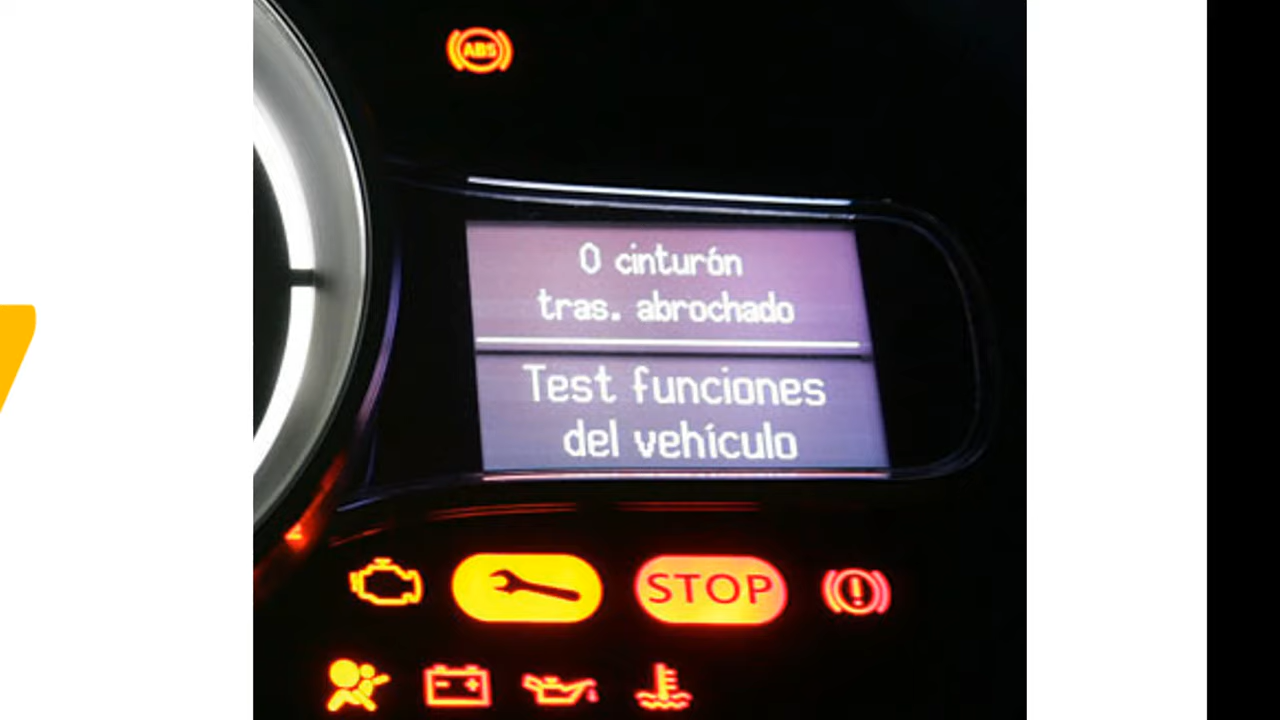 ABS
0 cinturón
tras. abrochado
Test funciones
del vehículo
STOP